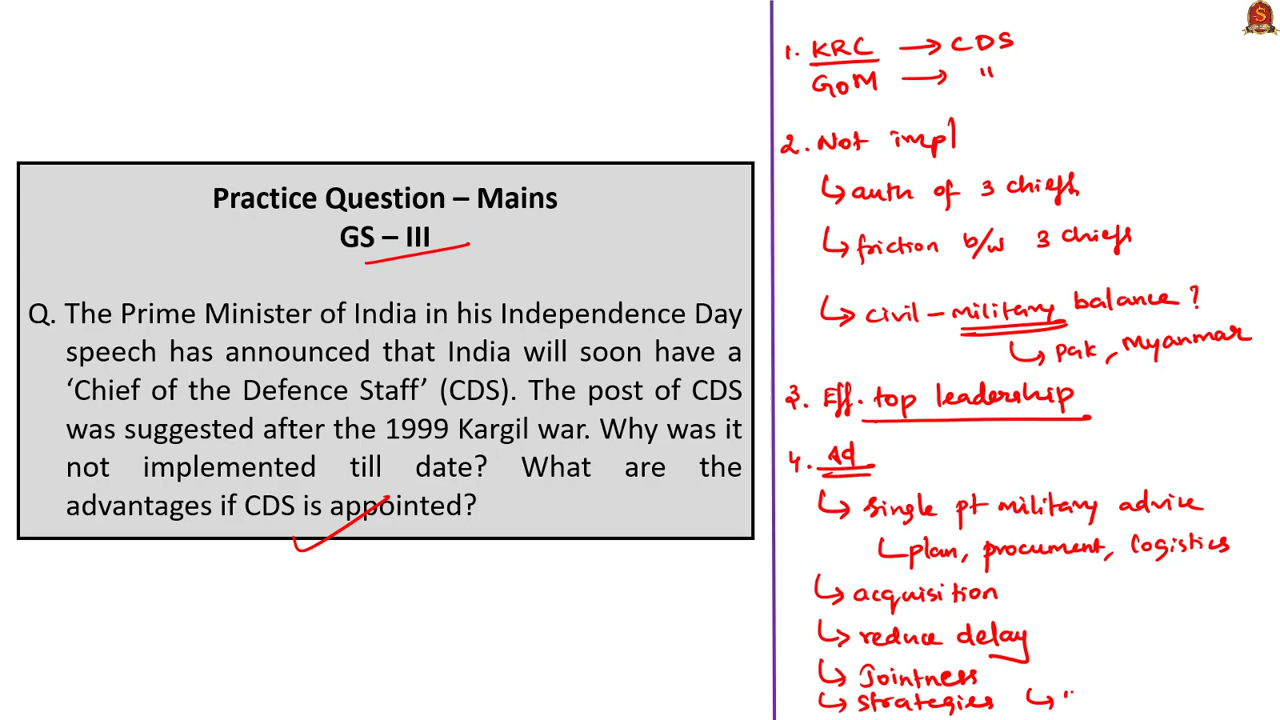 Practice Question – Mains
GS – III
Q. The Prime Minister of India in his Independence Day
speech has announced that India will soon have a
‘Chief of the Defence Staff’ (CDS). The post of CDS
was suggested after the 1999 Kargil war. Why was it
not implemented till date? What are the
advantages if CDS is appointed?
1. KRC → CDS
GOM → "
2. Not impl
↳ auth of 3 chiefs
↳ friction b/w 3 chiefs
↳ civil – military balance ?
↳ Pak, Myanmar
3. Eff. top leadership
4. Ad
↳ single pt military advice
↳ plan, procument, logistics
↳ acquisition
↳ reduce delay
↳ Jointness
↳ strategies ↳ "